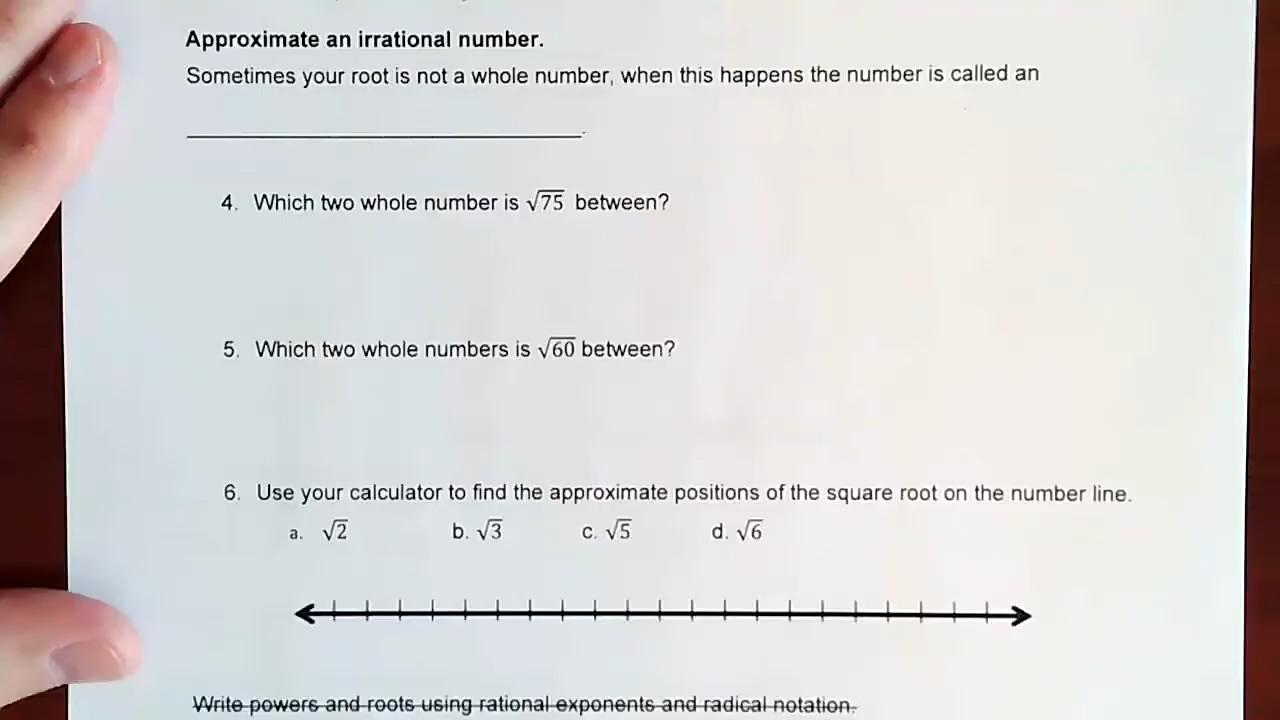 Approximate an irrational number.
Sometimes your root is not a whole number, when this happens the number is called an
____________________.
4. Which two whole number is √75 between?
5. Which two whole numbers is √60 between?
6. Use your calculator to find the approximate positions of the square root on the number line.
a. √2 b. √3 c. √5 d. √6
Write powers and roots using rational exponents and radical notation.